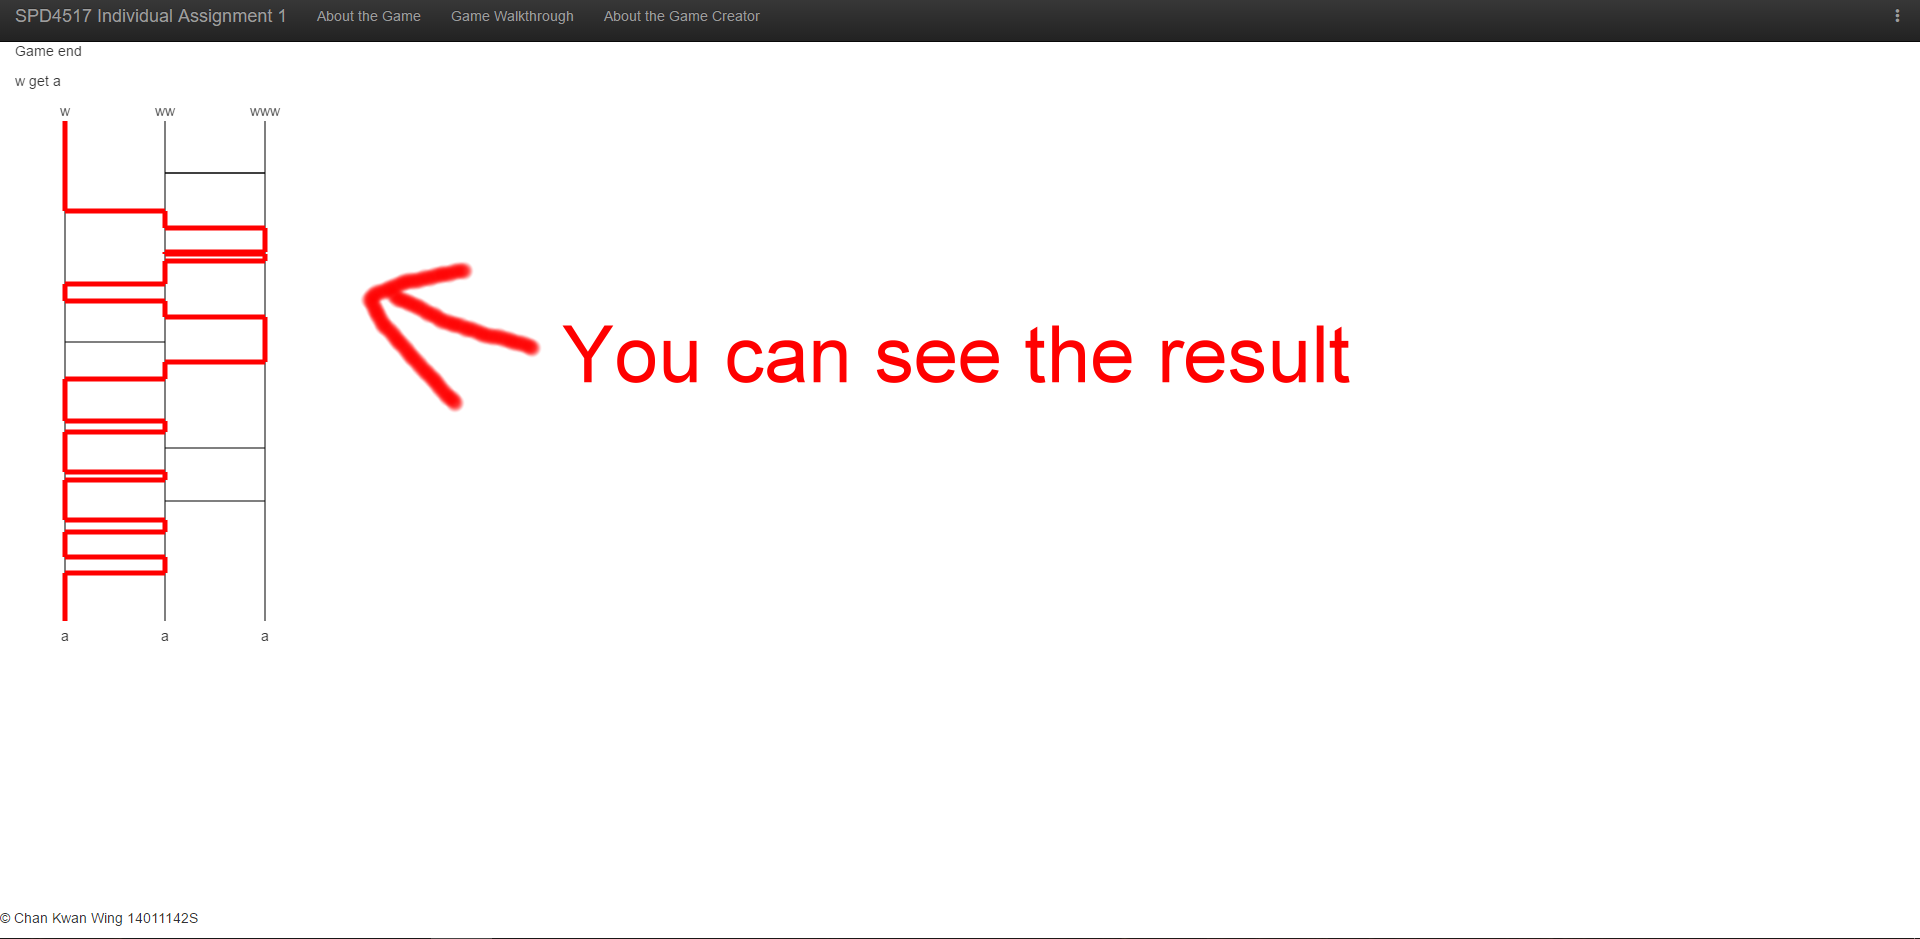 SPD4517 Individual Assignment 1 About the Game Game Walkthrough About the Game Creator
Game end
w get a
w ww www
You can see the result
a a a
© Chan Kwan Wing 14011142S